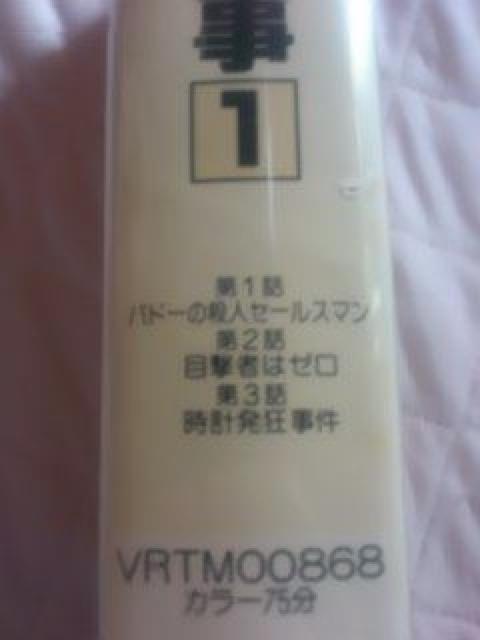 事
1
第1話
バドーの殺人セールスマン
第2話
目撃者はゼロ
第3話
時計発狂事件
VRTM00868
カラー75分